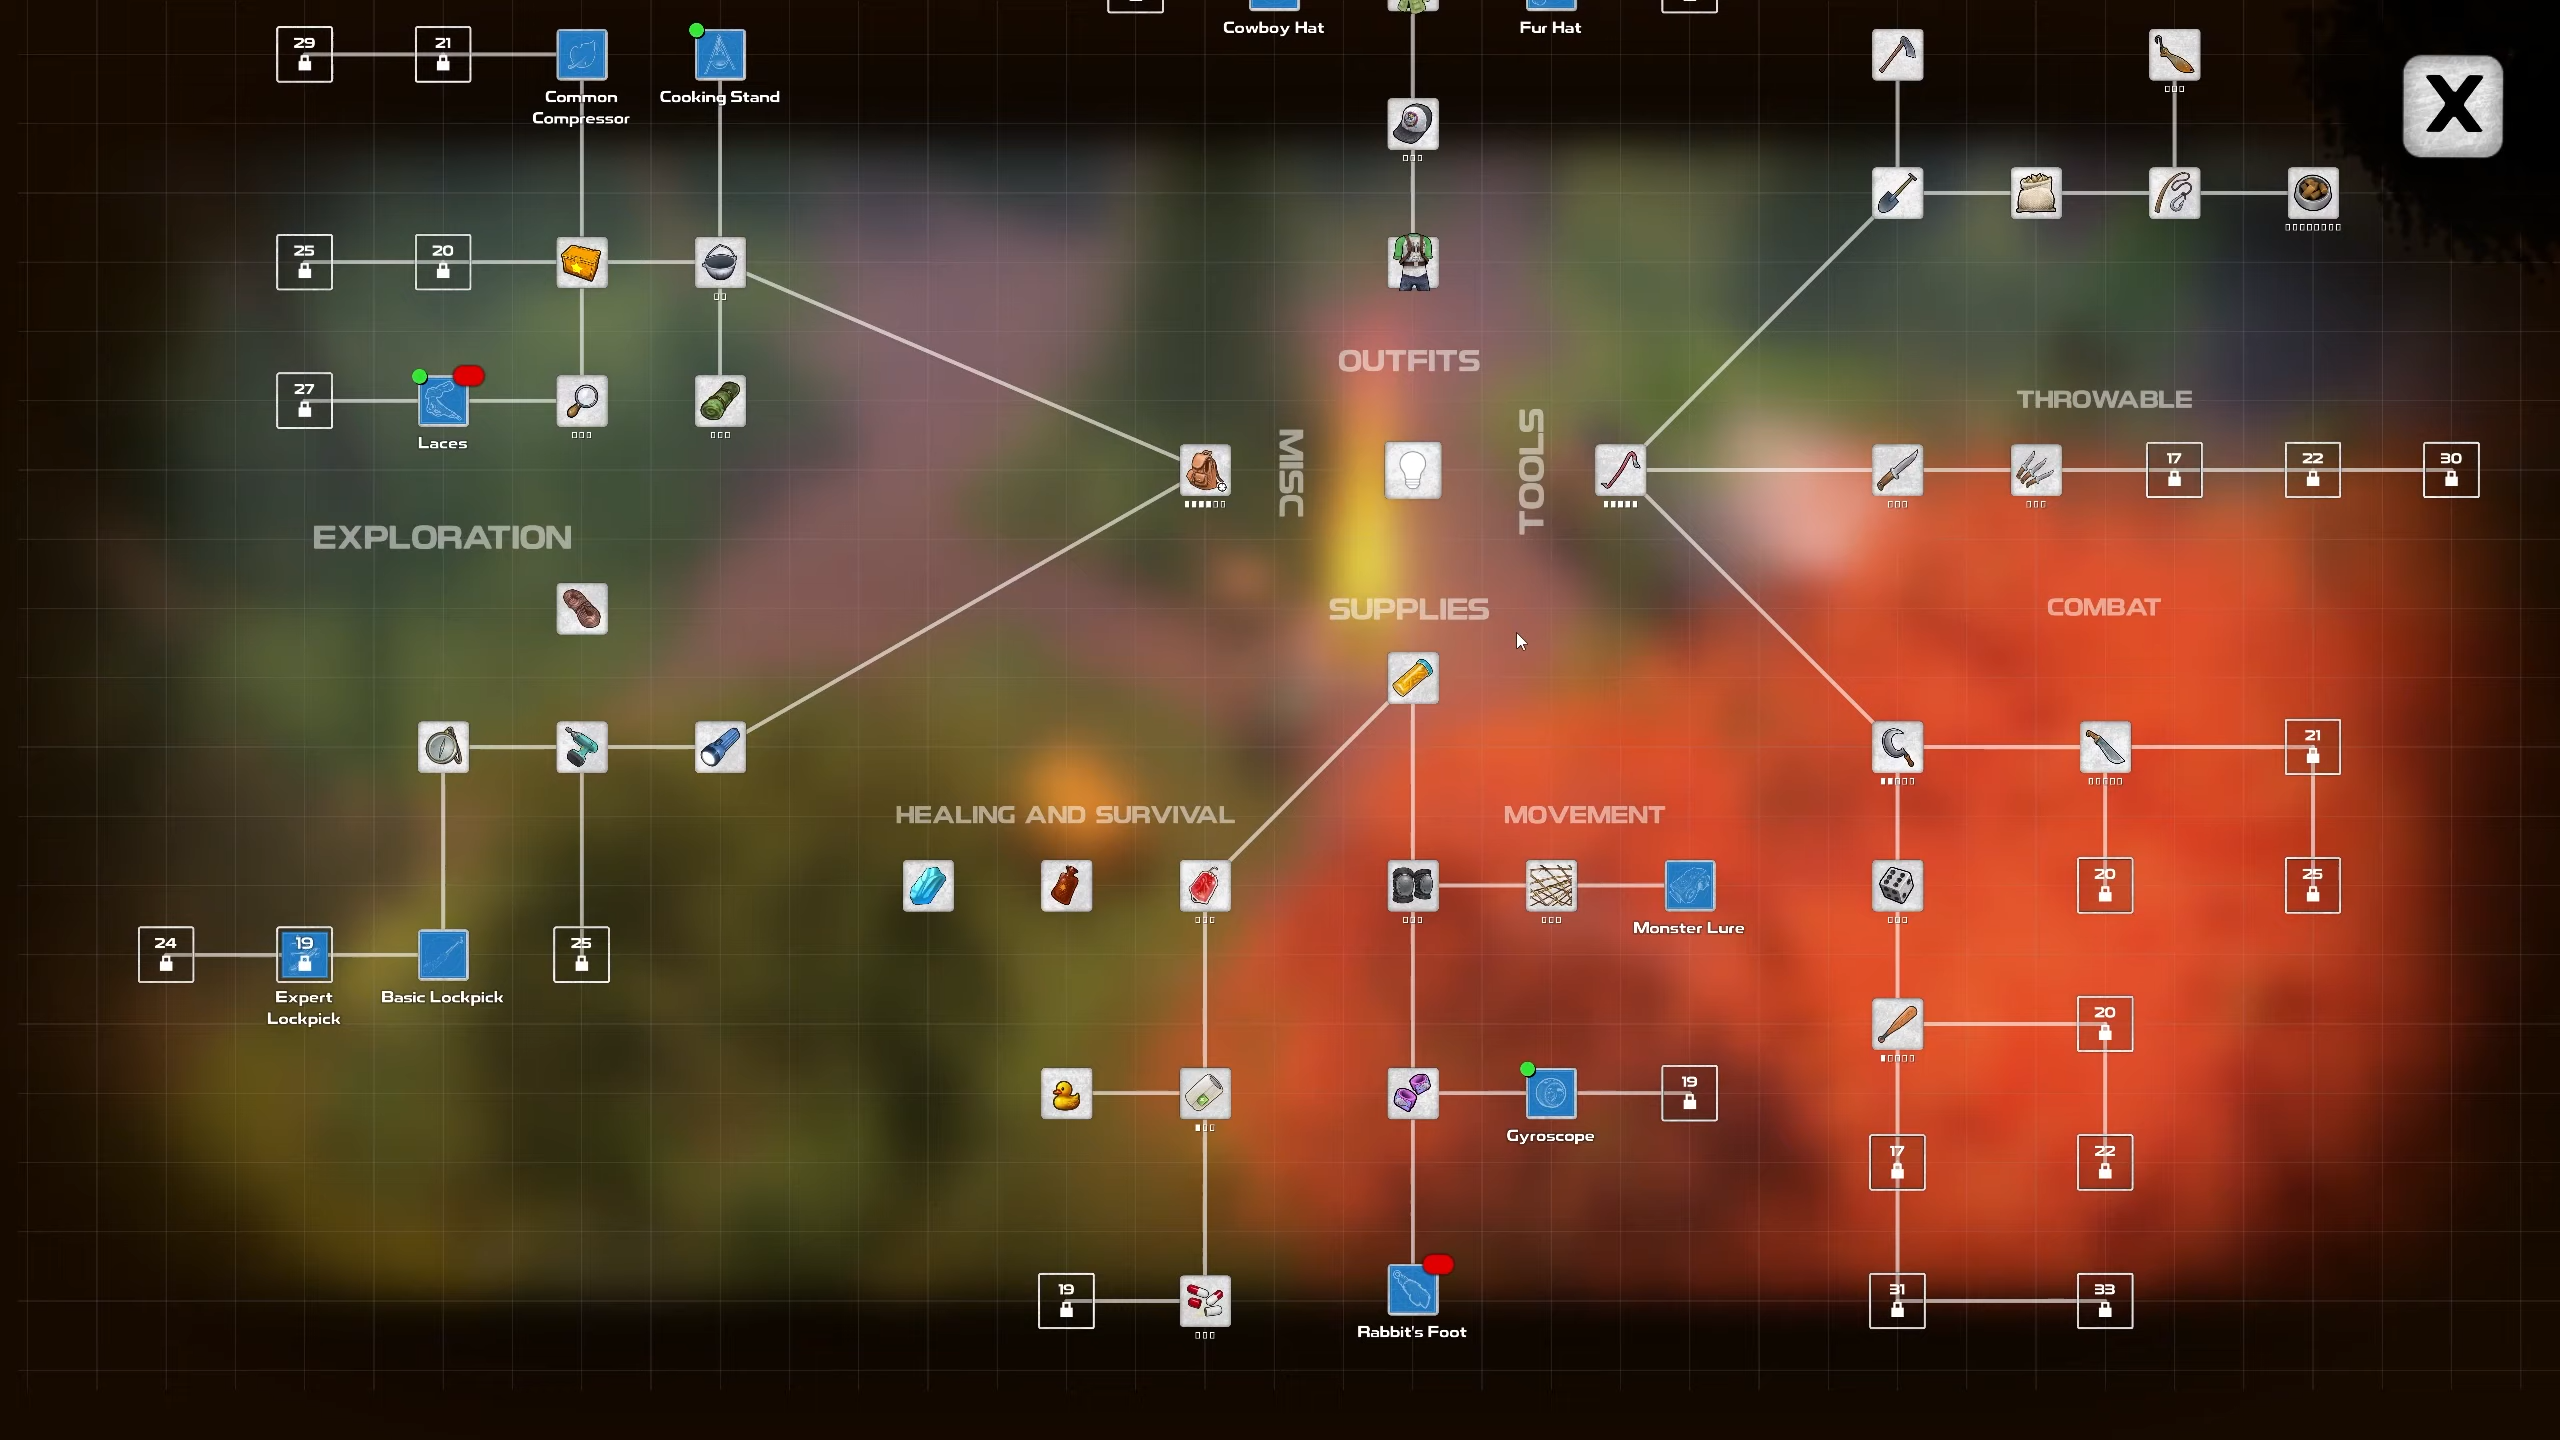 Cowboy Hat
Fur Hat
29
21
Common
Compressor
Cooking Stand
X
25
20
27
Laces
OUTFITS
MISC
TOOLS
THROWABLE
17
22
30
EXPLORATION
SUPPLIES
COMBAT
21
HEALING AND SURVIVAL
MOVEMENT
Monster Lure
20
25
24
19
Expert
Lockpick
Basic Lockpick
25
20
Gyroscope
19
17
22
19
Rabbit's Foot
31
33